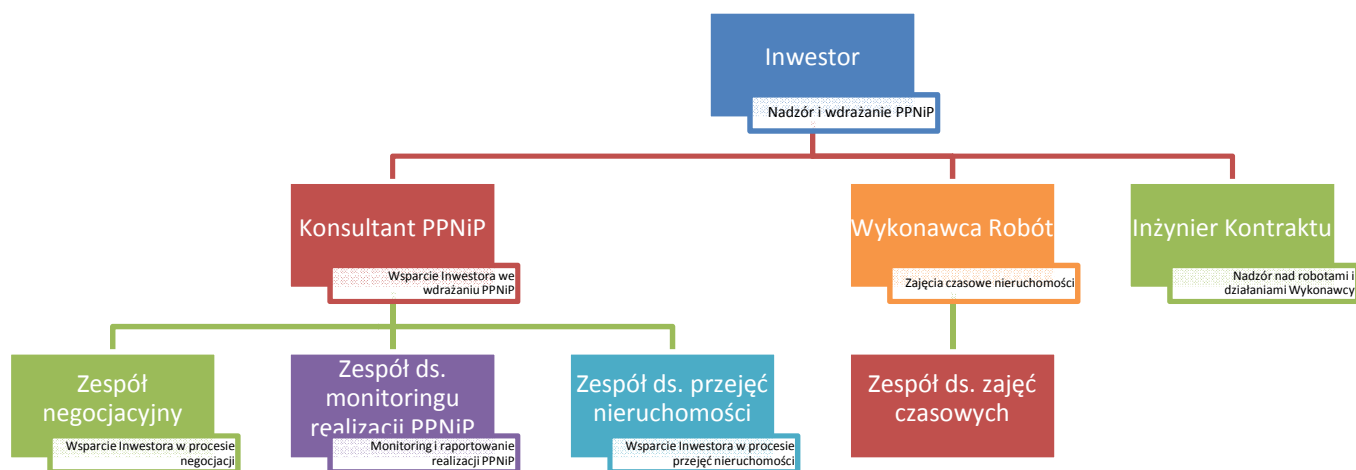 Inwestor
Nadzór i wdrażanie PPNiP
Konsultant PPNiP
Wsparcie Inwestora we
wdrażaniu PPNiP
Wykonawca Robót
Zajęcia czasowe nieruchomości
Inżynier Kontraktu
Nadzór nad robotami i
działaniami Wykonawcy
Zespół
negocjacyjny
Wsparcie Inwestora w procesie
negocjacji
Zespół ds.
monitoringu
realizacji PPNiP
Monitoring i raportowanie
realizacji PPNiP
Zespół ds. przejęć
nieruchomości
Wsparcie Inwestora w procesie
przejęć nieruchomości
Zespół ds. zajęć
czasowych